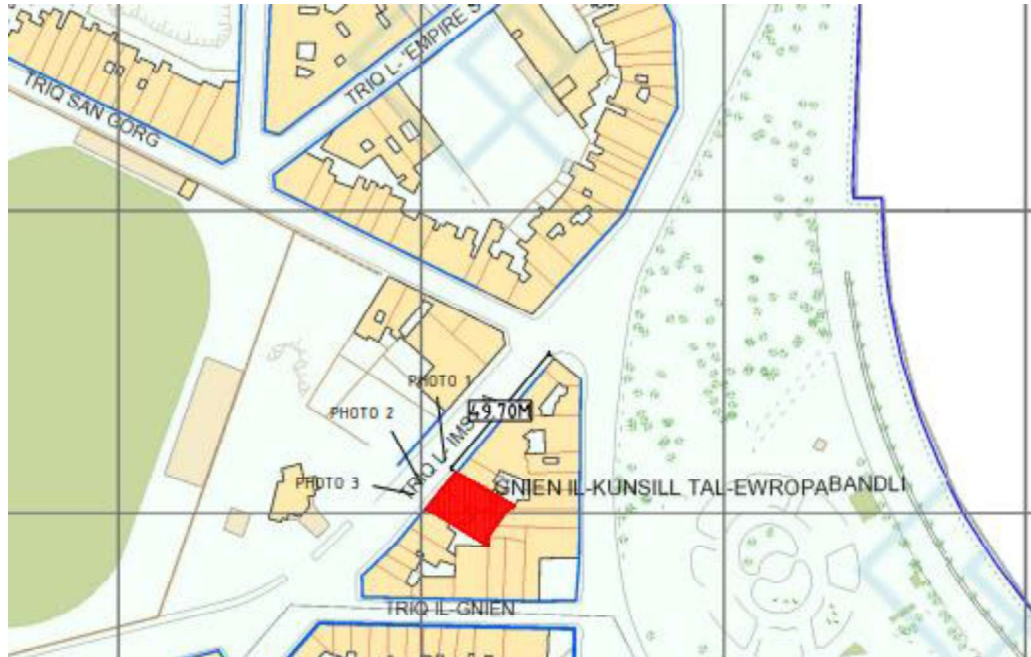 TRIQ L- 'EMPIRE S
TRIQ SAN GORG
PHOTO 1
PHOTO 2
49.70M
PHOTO 3
GNIEN IL-KUNSILL TAL-EWROPA
BANDLI
TRIQ IL-GNIEN